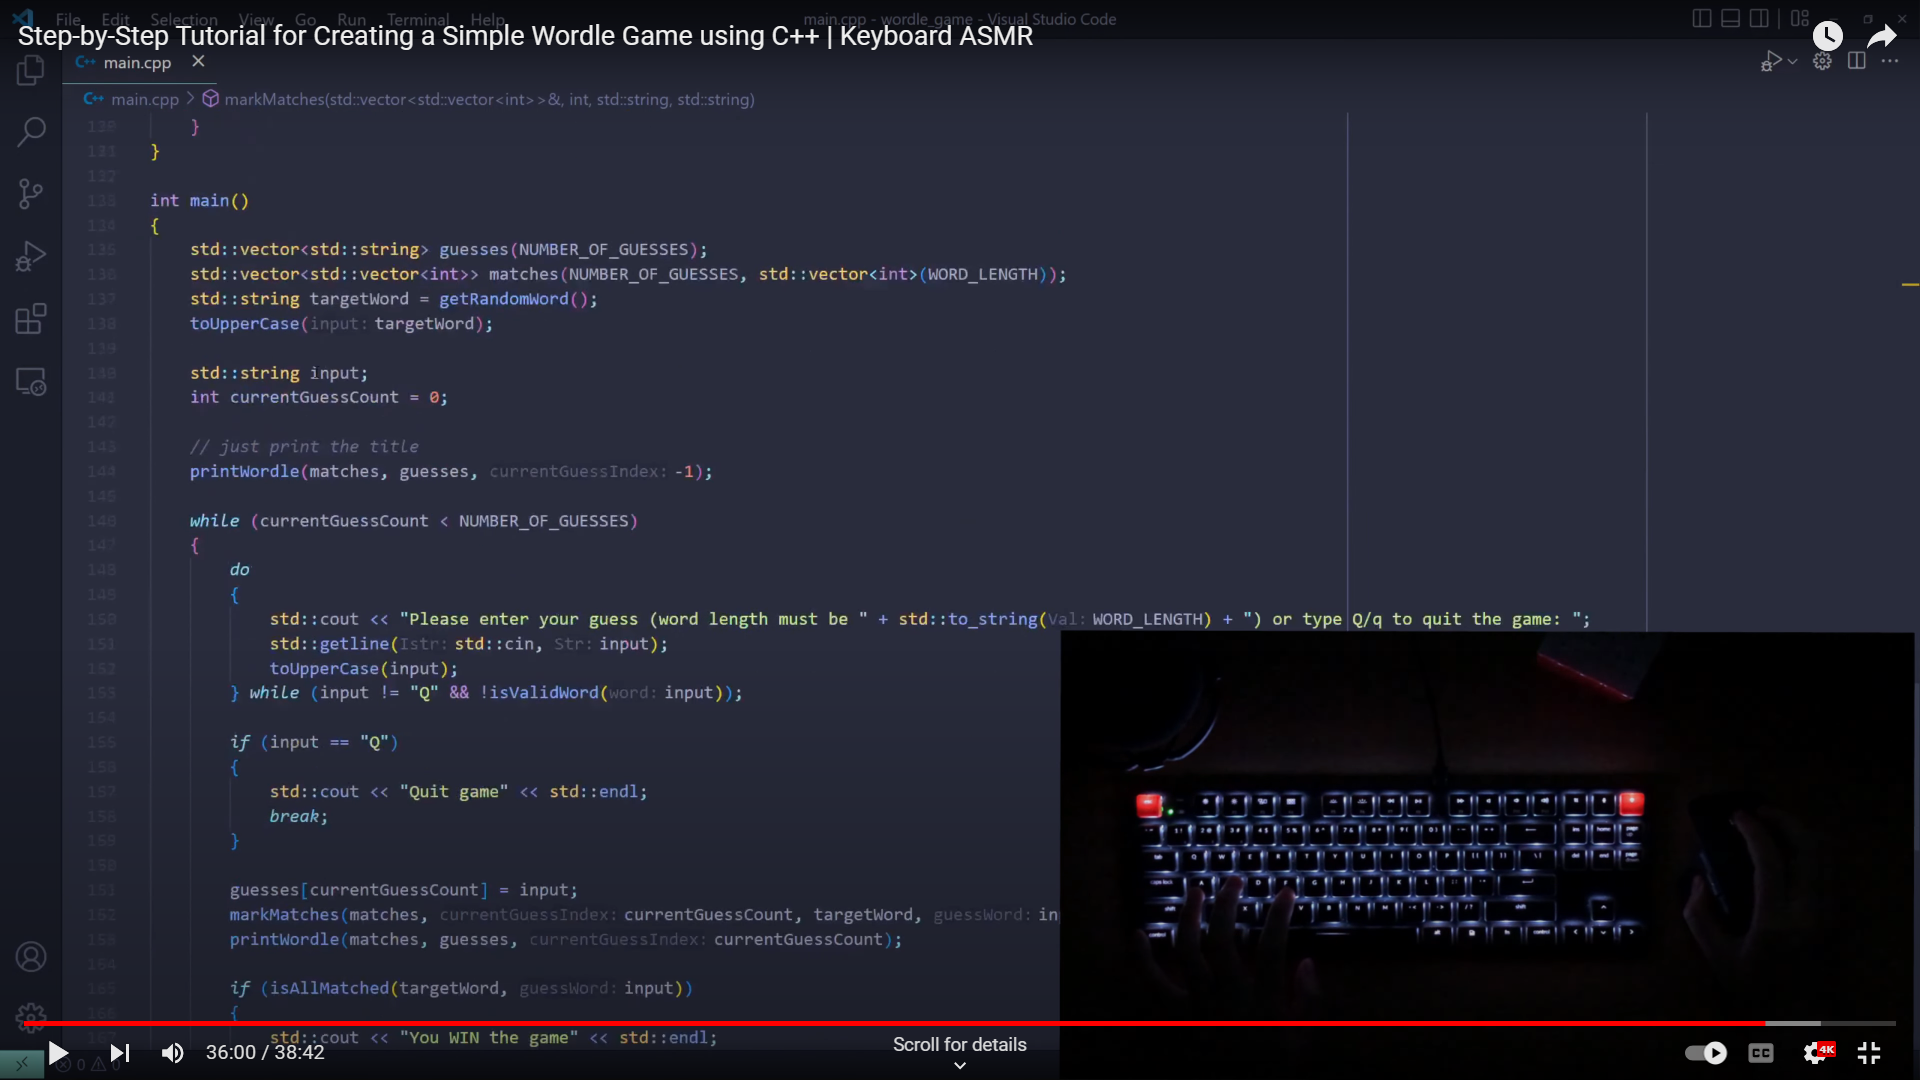 File Edit Selection View Go Run Terminal Help main.cpp - wordle_game - Visual Studio Code
Step-by-Step Tutorial for Creating a Simple Wordle Game using C++ | Keyboard ASMR
main.cpp
main.cpp > markMatches(std::vector<std::vector<int>>&, int, std::string, std::string)
130 }
131 }
132
133 int main()
134 {
135 std::vector<std::string> guesses(NUMBER_OF_GUESSES);
136 std::vector<std::vector<int>> matches(NUMBER_OF_GUESSES, std::vector<int>(WORD_LENGTH));
137 std::string targetWord = getRandomWord();
138 toUpperCase(input: targetWord);
139
140 std::string input;
141 int currentGuessCount = 0;
142
143 // just print the title
144 printWordle(matches, guesses, currentGuessIndex: -1);
145
146 while (currentGuessCount < NUMBER_OF_GUESSES)
147 {
148 do
149 {
150 std::cout << "Please enter your guess (word length must be " + std::to_string(Val: WORD_LENGTH) + ") or type Q/q to quit the game: ";
151 std::getline(Istr: std::cin, Str: input);
152 toUpperCase(input);
153 } while (input != "Q" && !isValidWord(word: input));
154
155 if (input == "Q")
156 {
157 std::cout << "Quit game" << std::endl;
158 break;
159 }
160
161 guesses[currentGuessCount] = input;
162 markMatches(matches, currentGuessIndex: currentGuessCount, targetWord, guessWord: in
163 printWordle(matches, guesses, currentGuessIndex: currentGuessCount);
164
165 if (isAllMatched(targetWord, guessWord: input))
166 {
167 std::cout << "You WIN the game" << std::endl;
36:00 / 38:42
Scroll for details
CC
4K
0 0